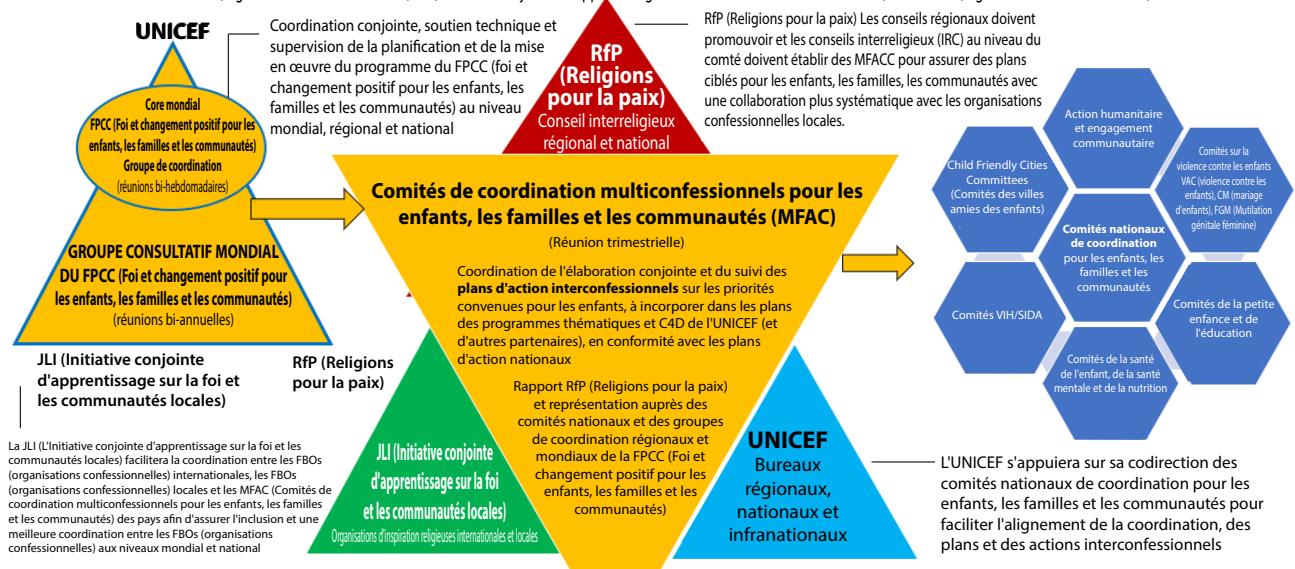 UNICEF
Core mondial
FPCC (Foi et changement positif pour les
enfants, les familles et les communautés)
Groupe de coordination
(réunions bi-hebdomadaires)
GROUPE CONSULTATIF MONDIAL
DU FPCC (Foi et changement positif pour
les enfants, les familles et les communautés)
(réunions bi-annuelles)
JLI (Initiative conjointe
d'apprentissage sur la foi et
les communautés locales)
RfP (Religions
pour la paix)
La JLI (L'Initiative conjointe d'apprentissage sur la foi et les
communautés locales) facilitera la coordination entre les FBOs
(organisations confessionnelles) internationales, les FBOs
(organisations confessionnelles) locales et les MFAC (Comités de
coordination multiconfessionnels pour les enfants, les familles
et les communautés) des pays afin d'assurer l'inclusion et une
meilleure coordination entre les FBOs (organisations
confessionnelles) aux niveaux mondial et national
Coordination conjointe, soutien technique et
supervision de la planification et de la mise
en œuvre du programme du FPCC (foi et
changement positif pour les enfants, les
familles et les communautés) au niveau
mondial, régional et national
RfP
(Religions
pour la paix)
Conseil interreligieux
régional et national
RfP (Religions pour la paix) Les conseils régionaux doivent
promouvoir et les conseils interreligieux (IRC) au niveau du
comté doivent établir des MFACC pour assurer des plans
ciblés pour les enfants, les familles, les communautés avec
une collaboration plus systématique avec les organisations
confessionnelles locales.
Comités de coordination multiconfessionnels pour les
enfants, les familles et les communautés (MFAC)
(Réunion trimestrielle)
Coordination de l'élaboration conjointe et du suivi des
plans d'action interconfessionnels sur les priorités
convenues pour les enfants, à incorporer dans les plans
des programmes thématiques et C4D de l'UNICEF (et
d'autres partenaires), en conformité avec les plans
d'action nationaux
Rapport RfP (Religions pour la paix)
et représentation auprès des
comités nationaux et des groupes
de coordination régionaux et
mondiaux de la FPCC (Foi et
changement positif pour les
enfants, les familles et les
communautés)
JLI (Initiative conjointe
d'apprentissage sur la foi
et les communautés locales)
Organisations d'inspiration religieuses internationales et locales
UNICEF
Bureaux
régionaux,
nationaux et
infranationaux
L'UNICEF s'appuiera sur sa codirection des
comités nationaux de coordination pour les
enfants, les familles et les communautés pour
faciliter l'alignement de la coordination, des
plans et des actions interconfessionnels
Action humanitaire
et engagement
communautaire
Child Friendly Cities
Committees
(Comités des villes
amies des enfants)
Comités sur la
violence contre les enfants
VAC (violence contre les
enfants), CM (mariage
d'enfants), FGM (Mutilation
génitale féminine)
Comités nationaux
de coordination
pour les enfants, les
familles et les
communautés
Comités VIH/SIDA
Comités de la petite
enfance et de
l'éducation
Comités de la santé
de l'enfant, de la santé
mentale et de la nutrition